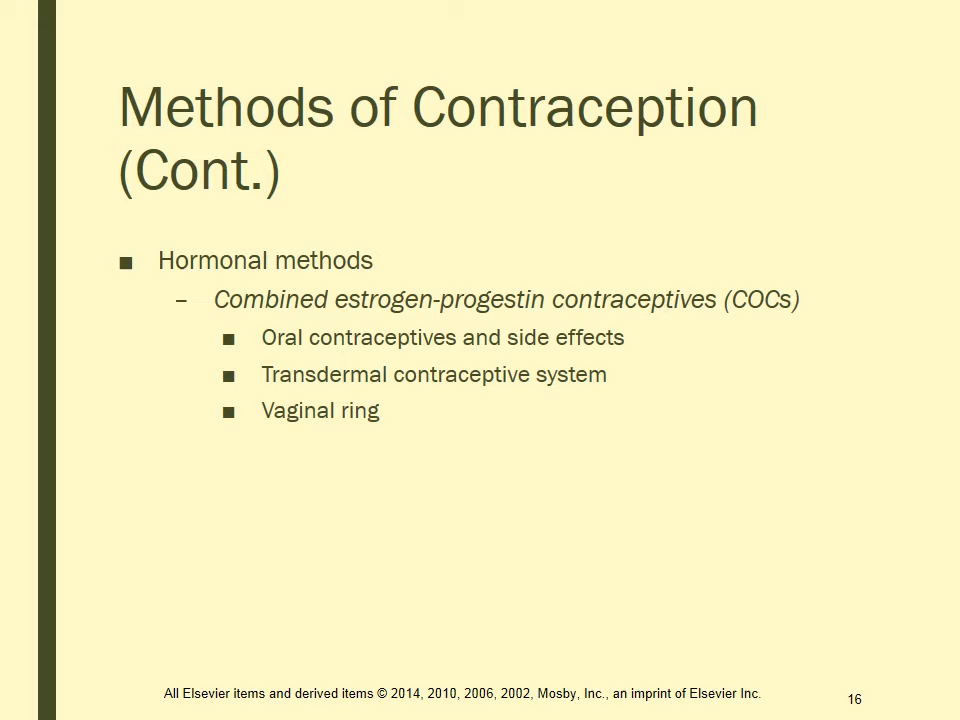 Methods of Contraception
(Cont.)
■ Hormonal methods
– Combined estrogen-progestin contraceptives (COCs)
■ Oral contraceptives and side effects
■ Transdermal contraceptive system
■ Vaginal ring
All Elsevier items and derived items © 2014, 2010, 2006, 2002, Mosby, Inc., an imprint of Elsevier Inc.
16